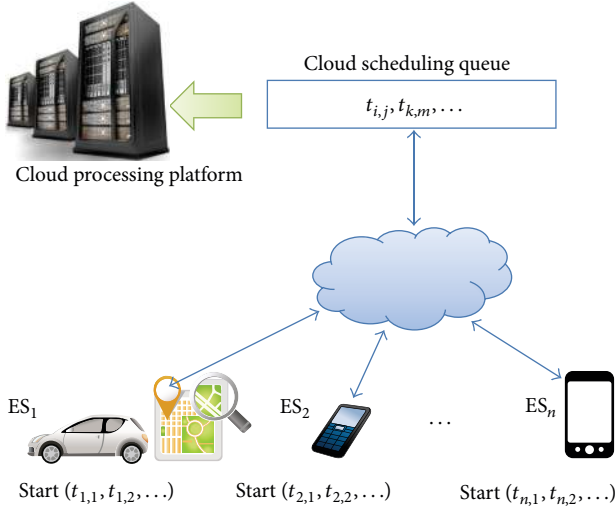 Cloud scheduling queue
t_{i,j}, t_{k,m}, . . .
Cloud processing platform
ES_1
ES_2
. . .
ES_n
Start (t_{1,1}, t_{1,2}, . . .)
Start (t_{2,1}, t_{2,2}, . . .)
Start (t_{n,1}, t_{n,2}, . . .)